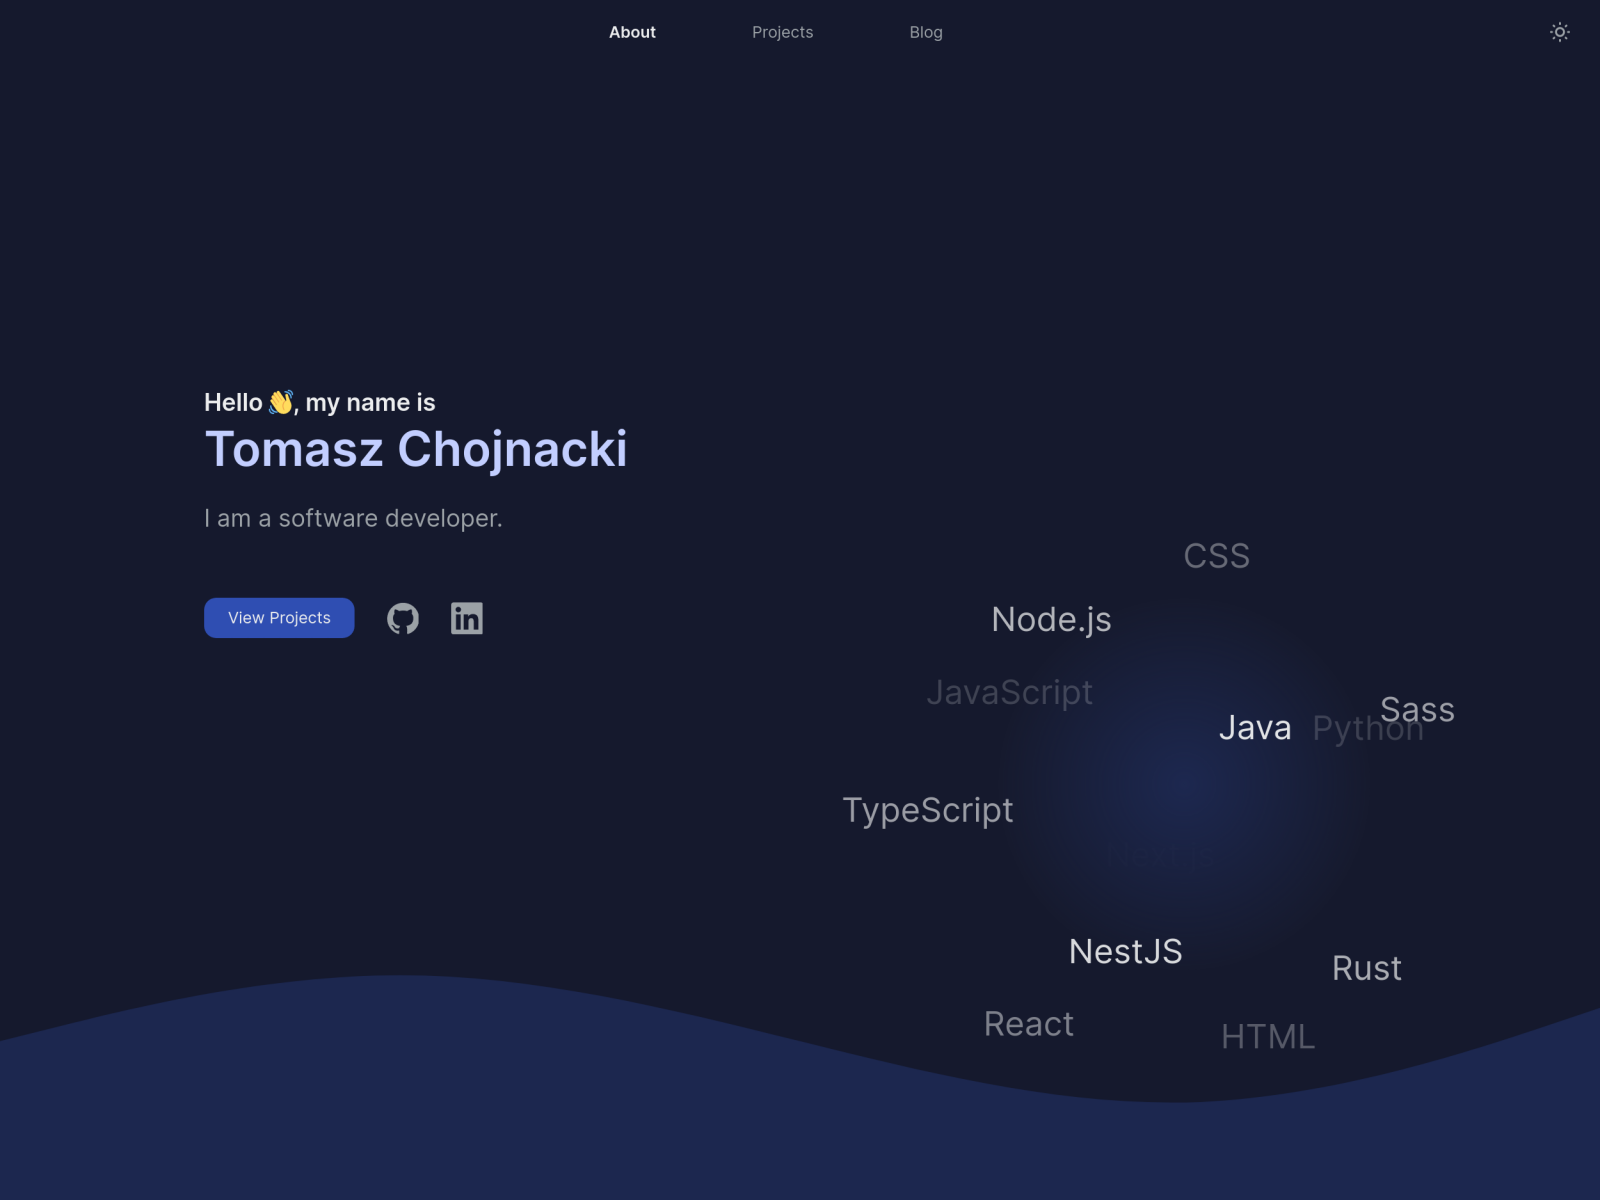 About
Projects
Blog
Hello 👋, my name is
Tomasz Chojnacki
I am a software developer.
View Projects
CSS
Node.js
JavaScript
Sass
Java
Python
TypeScript
NestJS
Rust
React
HTML